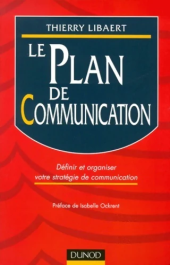 THIERRY LIBAERT
LE PLAN
DE
COMMUNICATION
Définir et organiser
votre stratégie de communication
Préface de Isabelle Ockrent
DUNOD